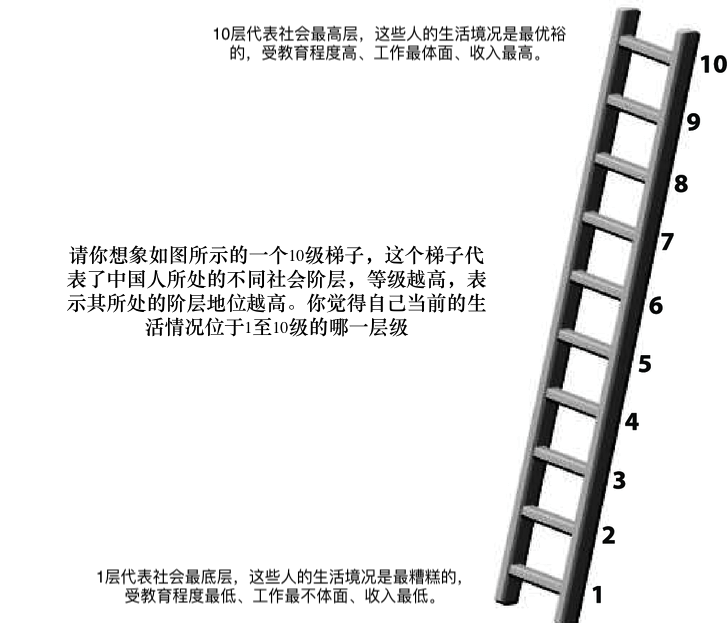 10层代表社会最高层，这些人的生活境况是最优裕
的，受教育程度高、工作最体面、收入最高。
10
9
8
7
请你想象如图所示的一个10级梯子，这个梯子代
表了中国人所处的不同社会阶层，等级越高，表
示其所处的阶层地位越高。你觉得自己当前的生
活情况位于1至10级的哪一层级
6
5
4
3
2
1层代表社会最底层，这些人的生活境况是最糟糕的，
受教育程度最低、工作最不体面、收入最低。
1